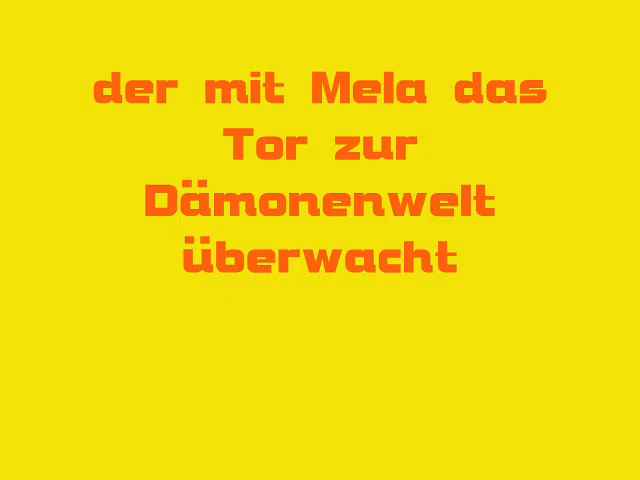 der mit Mela das
Tor zur
Dämonenwelt
überwacht